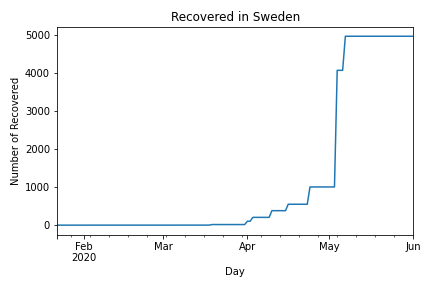 Recovered in Sweden
Number of Recovered
5000
4000
3000
2000
1000
0
Feb
2020
Mar
Apr
May
Jun
Day